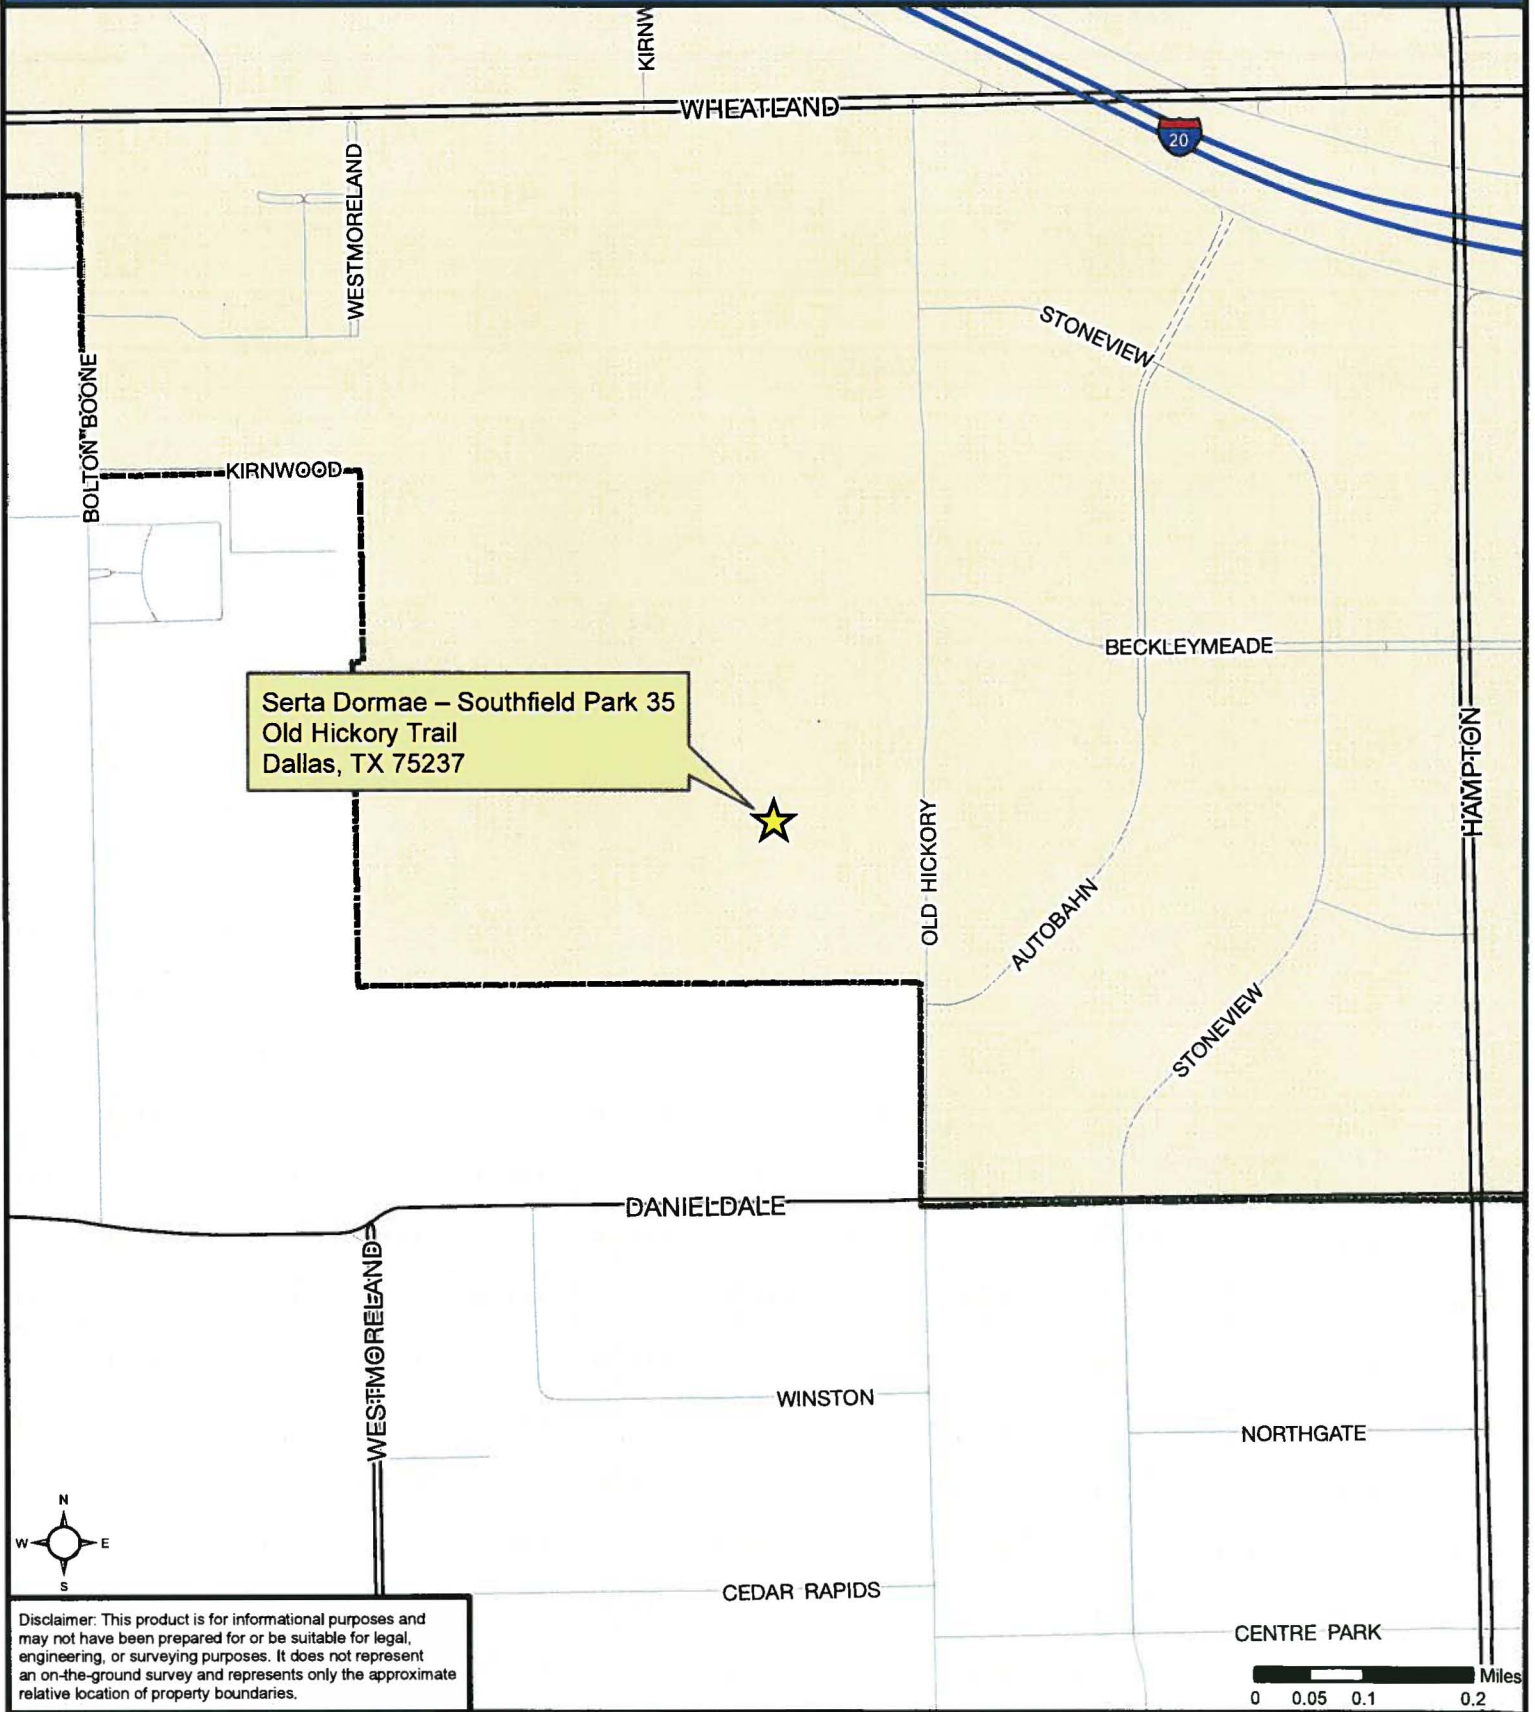 KIRNW
WHEATLAND
20
WESTMORELAND
STONEVIEW
BOLTON BOONE
KIRNWOOD
BECKLEYMEADE
Serta Dormae – Southfield Park 35
Old Hickory Trail
Dallas, TX 75237
HAMPTON
OLD HICKORY
AUTOBAHN
STONEVIEW
DANIELDALE
WESTMORELAND
WINSTON
NORTHGATE
N
W E
S
CEDAR RAPIDS
CENTRE PARK
Disclaimer: This product is for informational purposes and
may not have been prepared for or be suitable for legal,
engineering, or surveying purposes. It does not represent
an on-the-ground survey and represents only the approximate
relative location of property boundaries.
Miles
0 0.05 0.1 0.2